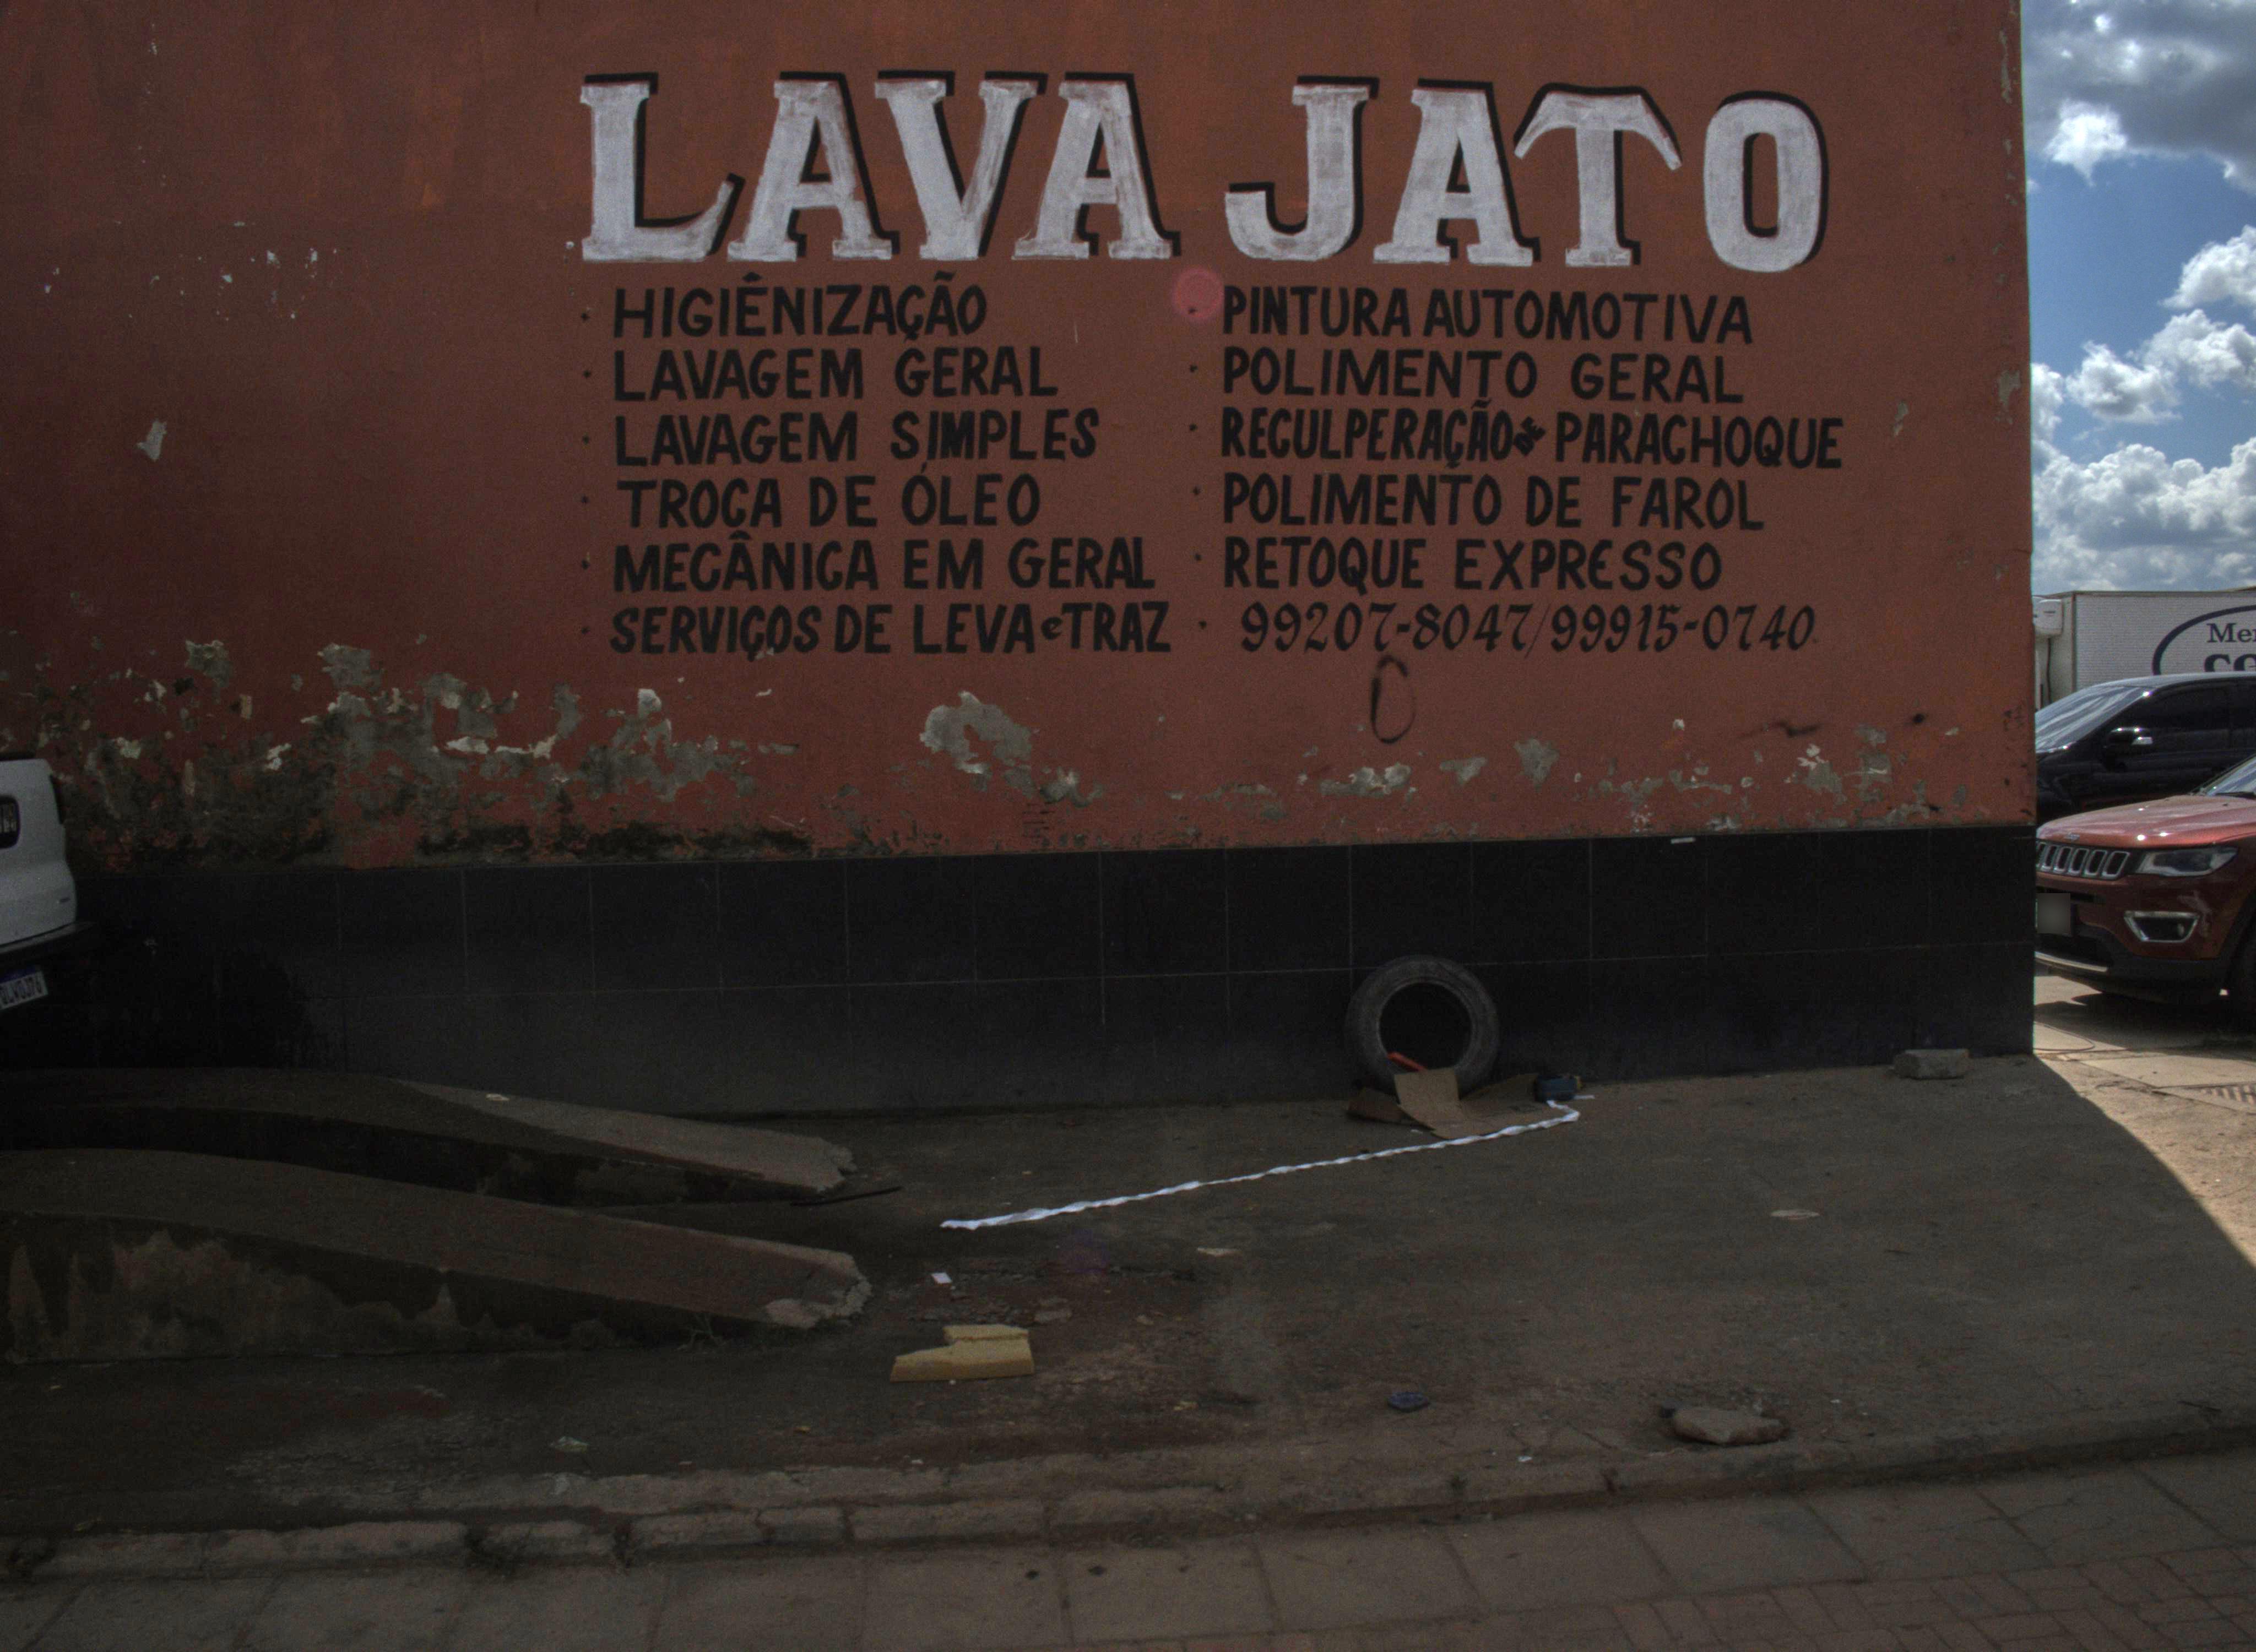 LAVA JATO
· HIGIÊNIZAÇÃO
· LAVAGEM GERAL
· LAVAGEM SIMPLES
· TROCA DE ÓLEO
· MECÂNICA EM GERAL
· SERVIÇOS DE LEVA e TRAZ
· PINTURA AUTOMOTIVA
· POLIMENTO GERAL
· RECULPERAÇÃO DE PARACHOQUE
· POLIMENTO DE FAROL
· RETOQUE EXPRESSO
· 99207-8047/99915-0740